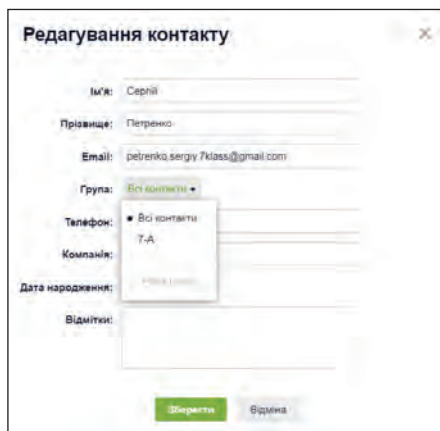 Редагування контакту
Ім'я: Сергій
Прізвище: Петренко
Email: petrenko.sergiy.7klass@gmail.com
Група: Всі контакти
• Всі контакти
Телефон:
7-А
Компанія:
Дата народження:
Відмітки:
Зберегти Відміна